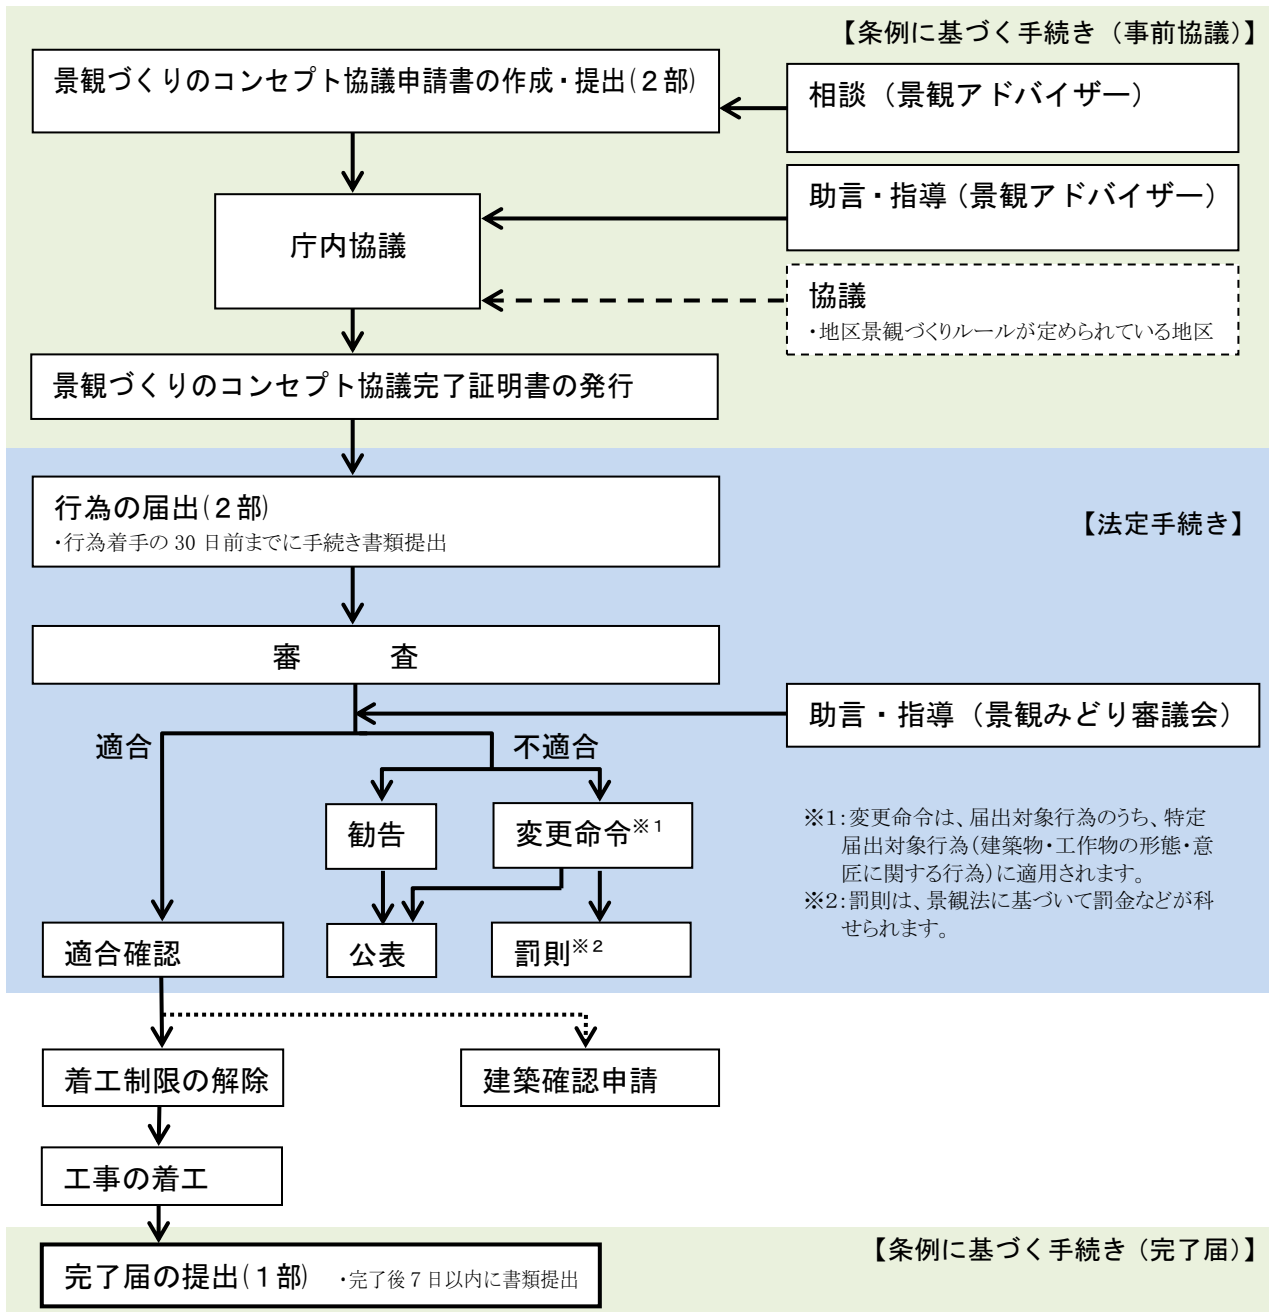 【条例に基づく手続き（事前協議）】
景観づくりのコンセプト協議申請書の作成・提出(２部)
相談（景観アドバイザー）
助言・指導（景観アドバイザー）
庁内協議
協議
・地区景観づくりルールが定められている地区
景観づくりのコンセプト協議完了証明書の発行
行為の届出(２部)
・行為着手の 30 日前までに手続き書類提出
【法定手続き】
審　　　査
助言・指導（景観みどり審議会）
適合
不適合
勧告
変更命令※１
※1：変更命令は、届出対象行為のうち、特定
届出対象行為（建築物・工作物の形態・意
匠に関する行為）に適用されます。
※2：罰則は、景観法に基づいて罰金などが科
せられます。
適合確認
公表
罰則※２
着工制限の解除
建築確認申請
工事の着工
【条例に基づく手続き（完了届）】
完了届の提出(１部)　・完了後７日以内に書類提出